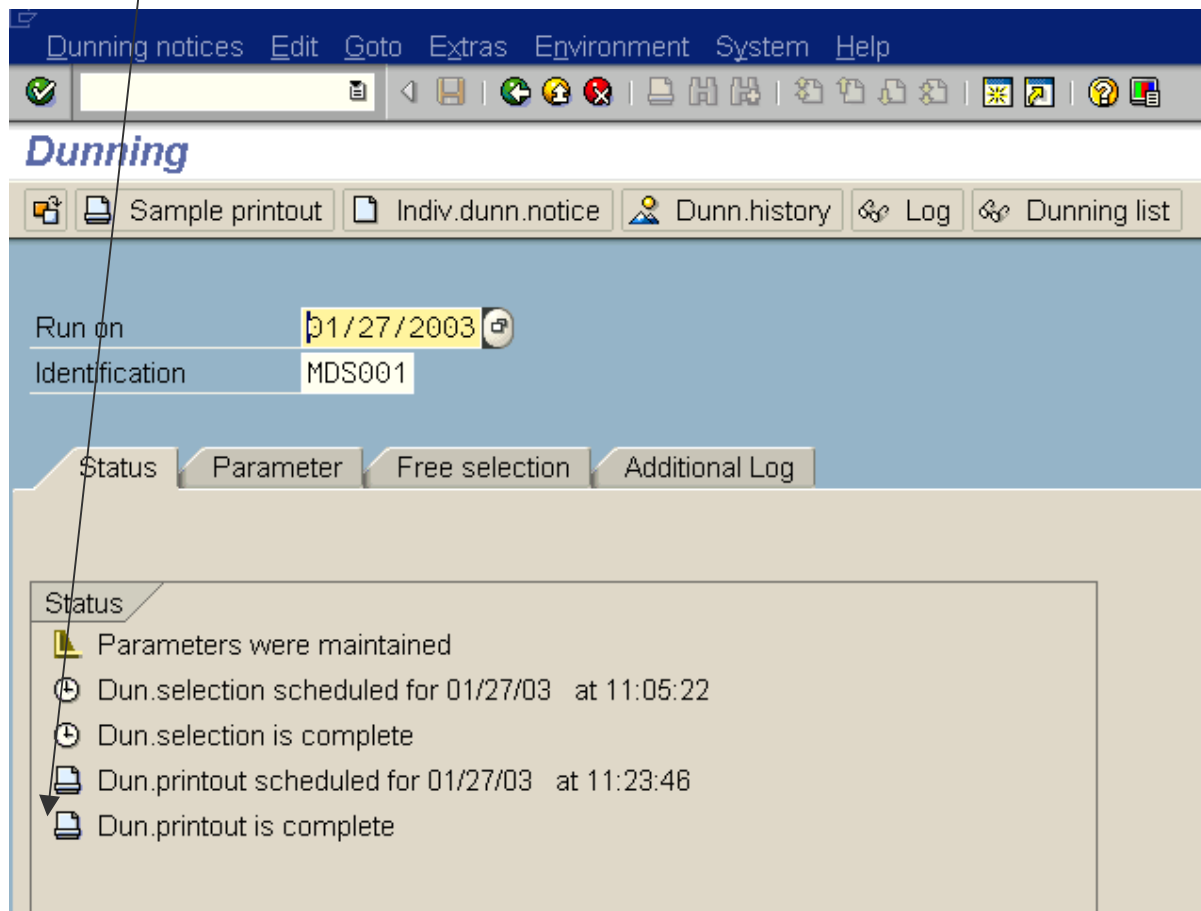 Dunning notices Edit Goto Extras Environment System Help
Dunning
Sample printout Indiv.dunn.notice Dunn.history Log Dunning list
Run on 01/27/2003
Identification MDS001
Status Parameter Free selection Additional Log
Status
Parameters were maintained
Dun.selection scheduled for 01/27/03 at 11:05:22
Dun.selection is complete
Dun.printout scheduled for 01/27/03 at 11:23:46
Dun.printout is complete